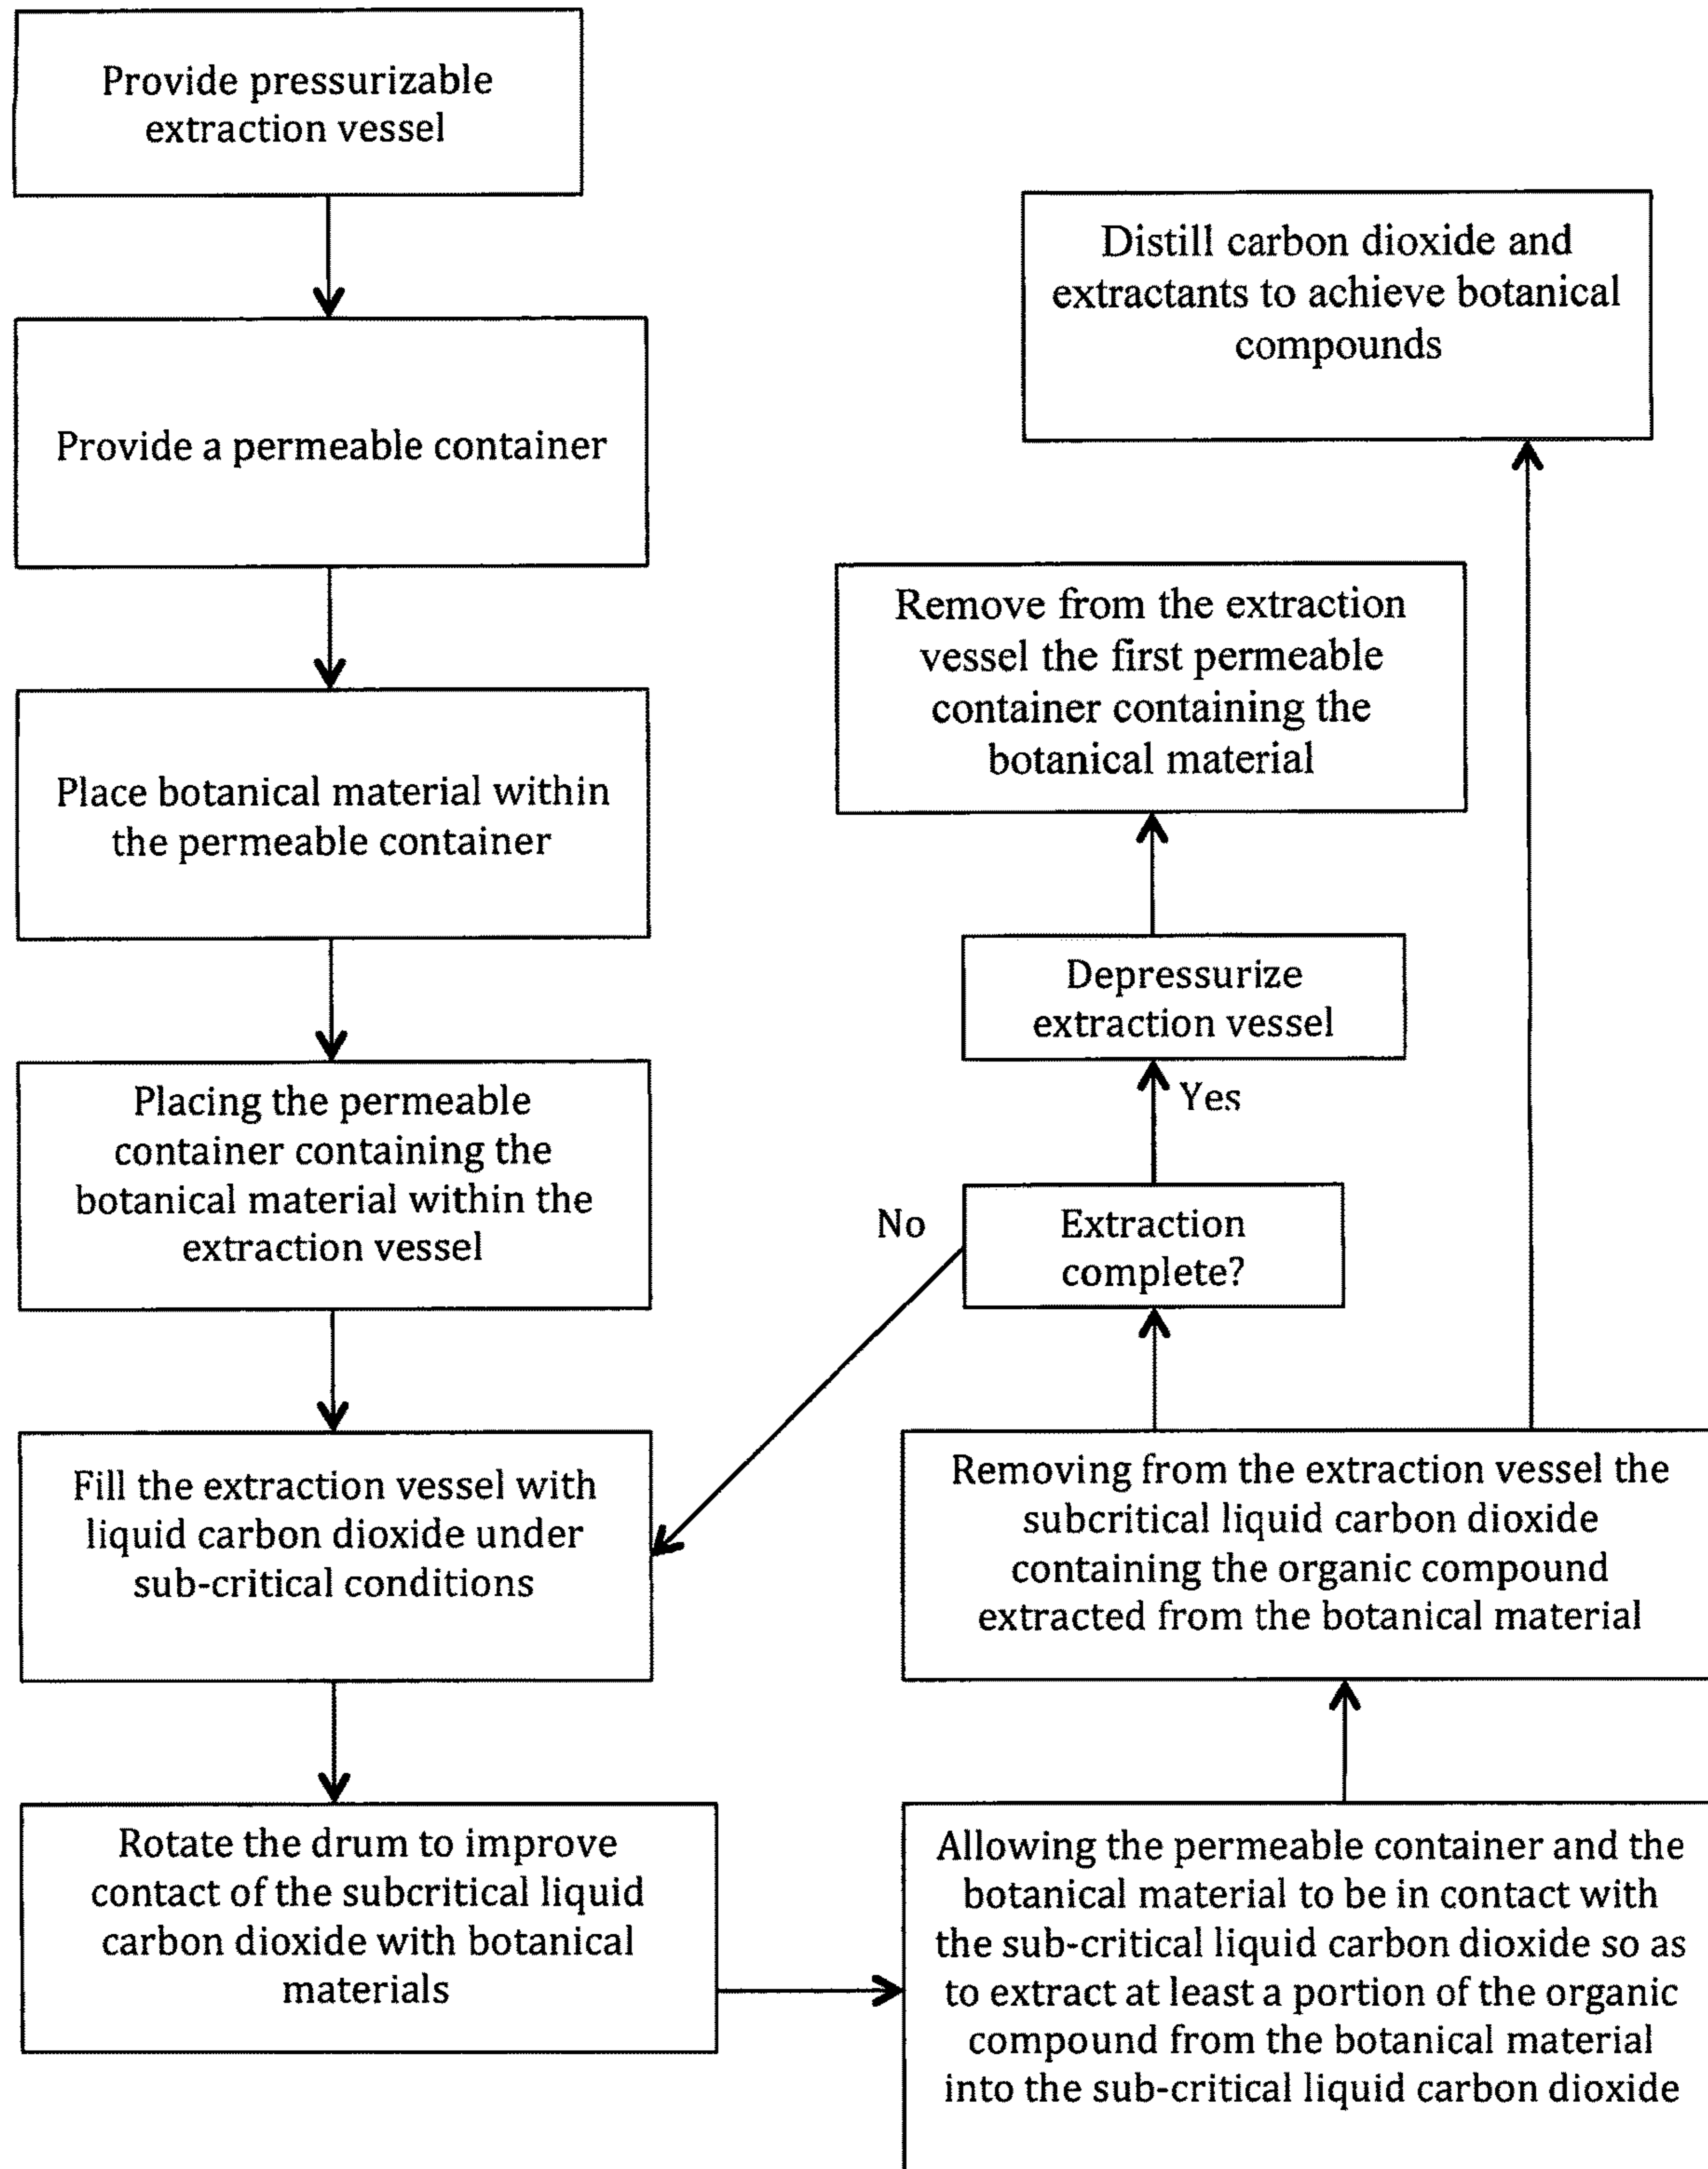 Provide pressurizable
extraction vessel
Provide a permeable container
Place botanical material within
the permeable container
Placing the permeable
container containing the
botanical material within the
extraction vessel
Fill the extraction vessel with
liquid carbon dioxide under
sub-critical conditions
Rotate the drum to improve
contact of the subcritical liquid
carbon dioxide with botanical
materials
Allowing the permeable container and the
botanical material to be in contact with
the sub-critical liquid carbon dioxide so as
to extract at least a portion of the organic
compound from the botanical material
into the sub-critical liquid carbon dioxide
Removing from the extraction vessel the
subcritical liquid carbon dioxide
containing the organic compound
extracted from the botanical material
Extraction
complete?
No
Yes
Depressurize
extraction vessel
Remove from the extraction
vessel the first permeable
container containing the
botanical material
Distill carbon dioxide and
extractants to achieve botanical
compounds